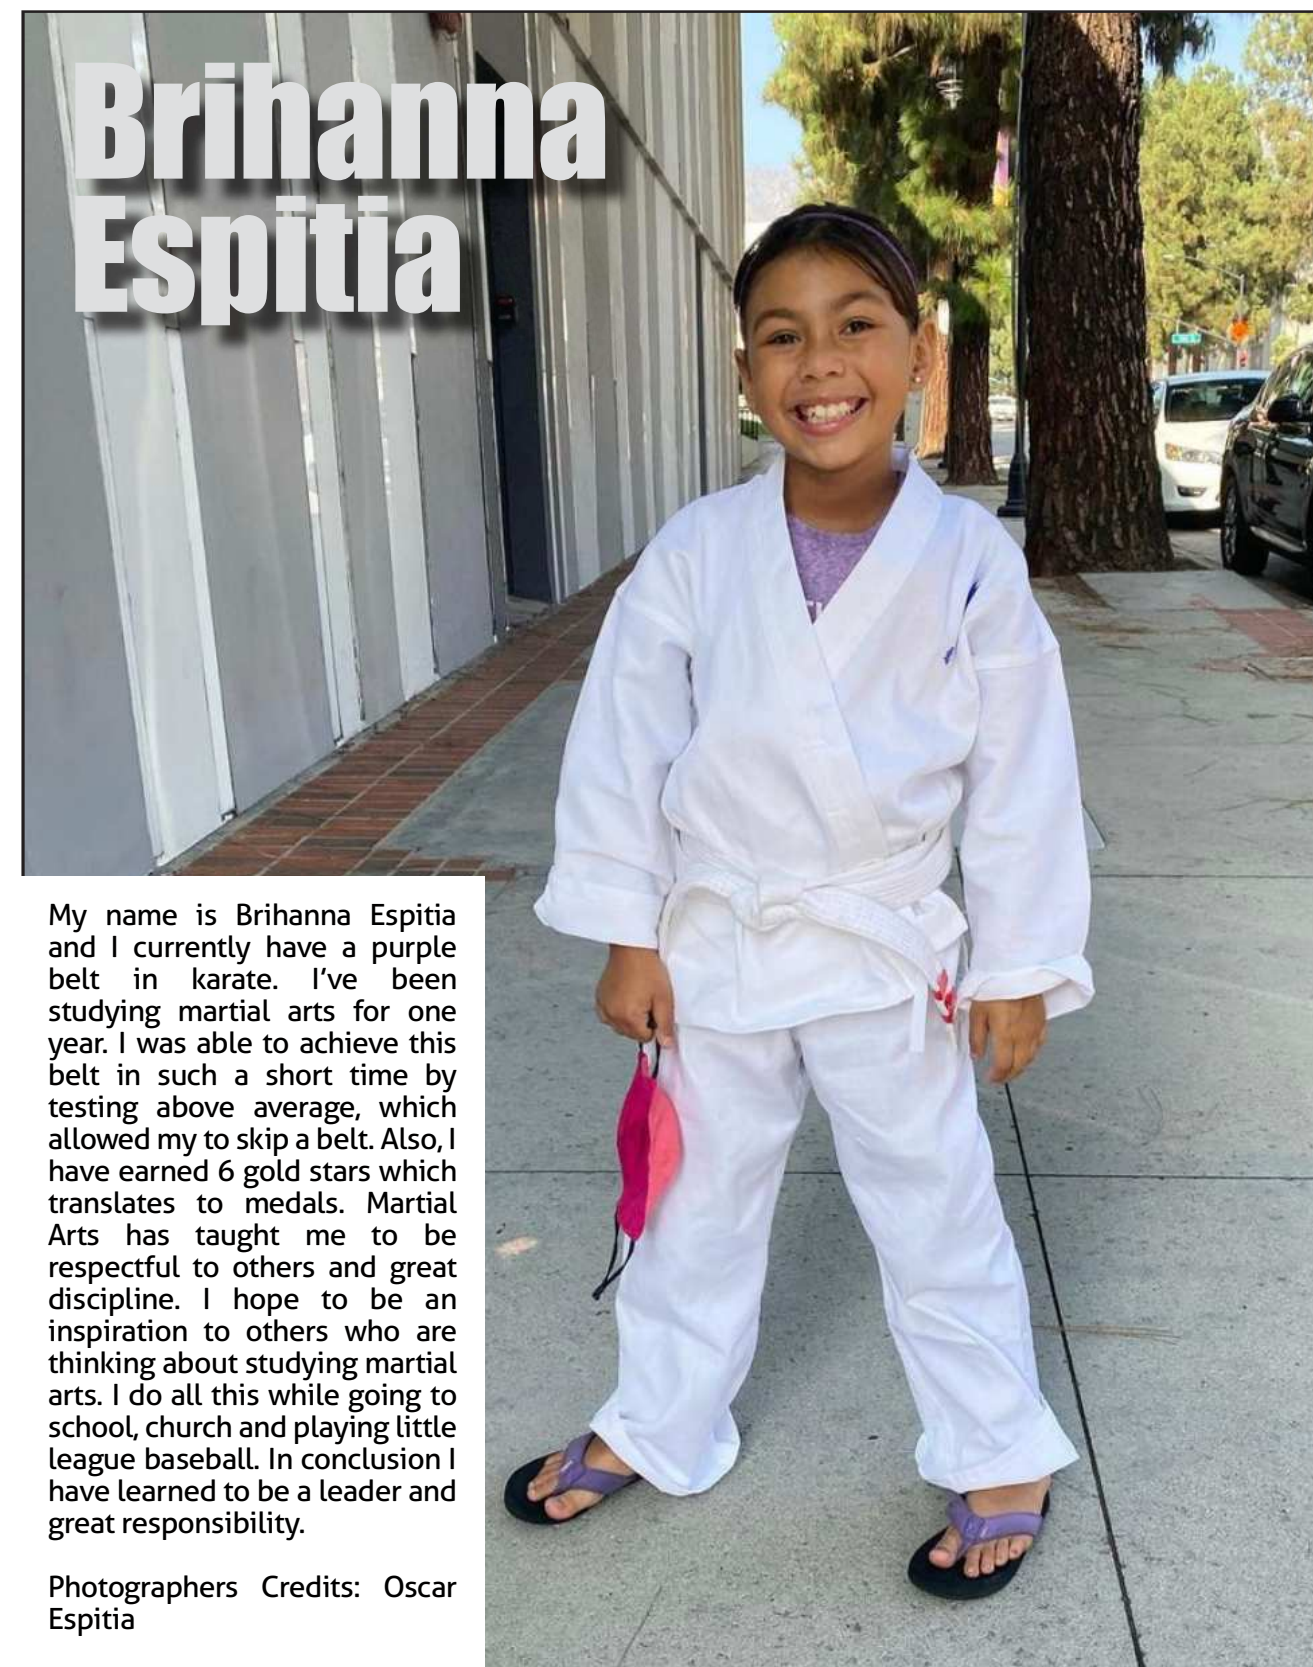 Brihanna
Espitia
My name is Brihanna Espitia
and I currently have a purple
belt in karate. I've been
studying martial arts for one
year. I was able to achieve this
belt in such a short time by
testing above average, which
allowed my to skip a belt. Also, I
have earned 6 gold stars which
translates to medals. Martial
Arts has taught me to be
respectful to others and great
discipline. I hope to be an
inspiration to others who are
thinking about studying martial
arts. I do all this while going to
school, church and playing little
league baseball. In conclusion I
have learned to be a leader and
great responsibility.
Photographers Credits: Oscar
Espitia